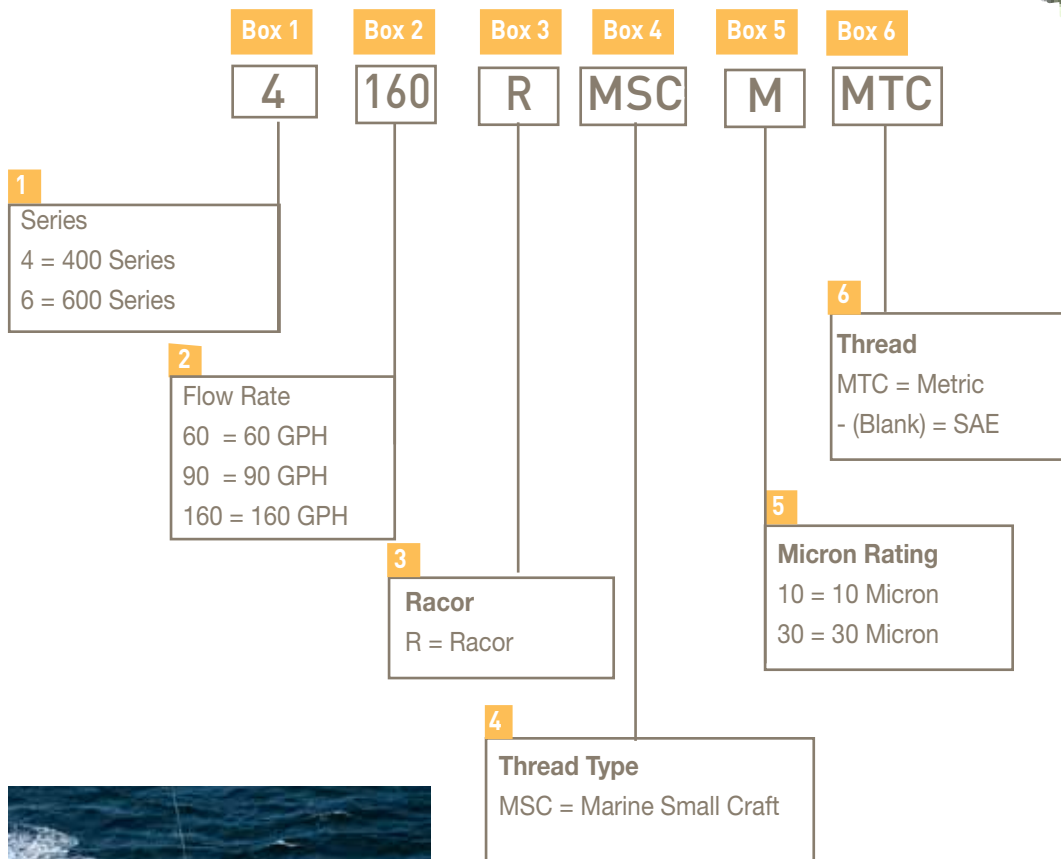 Box 1 Box 2 Box 3 Box 4 Box 5 Box 6
4 160 R MSC M MTC
1
Series
4 = 400 Series
6 = 600 Series
2
Flow Rate
60 = 60 GPH
90 = 90 GPH
160 = 160 GPH
3
Racor
R = Racor
4
Thread Type
MSC = Marine Small Craft
5
Micron Rating
10 = 10 Micron
30 = 30 Micron
6
Thread
MTC = Metric
- (Blank) = SAE